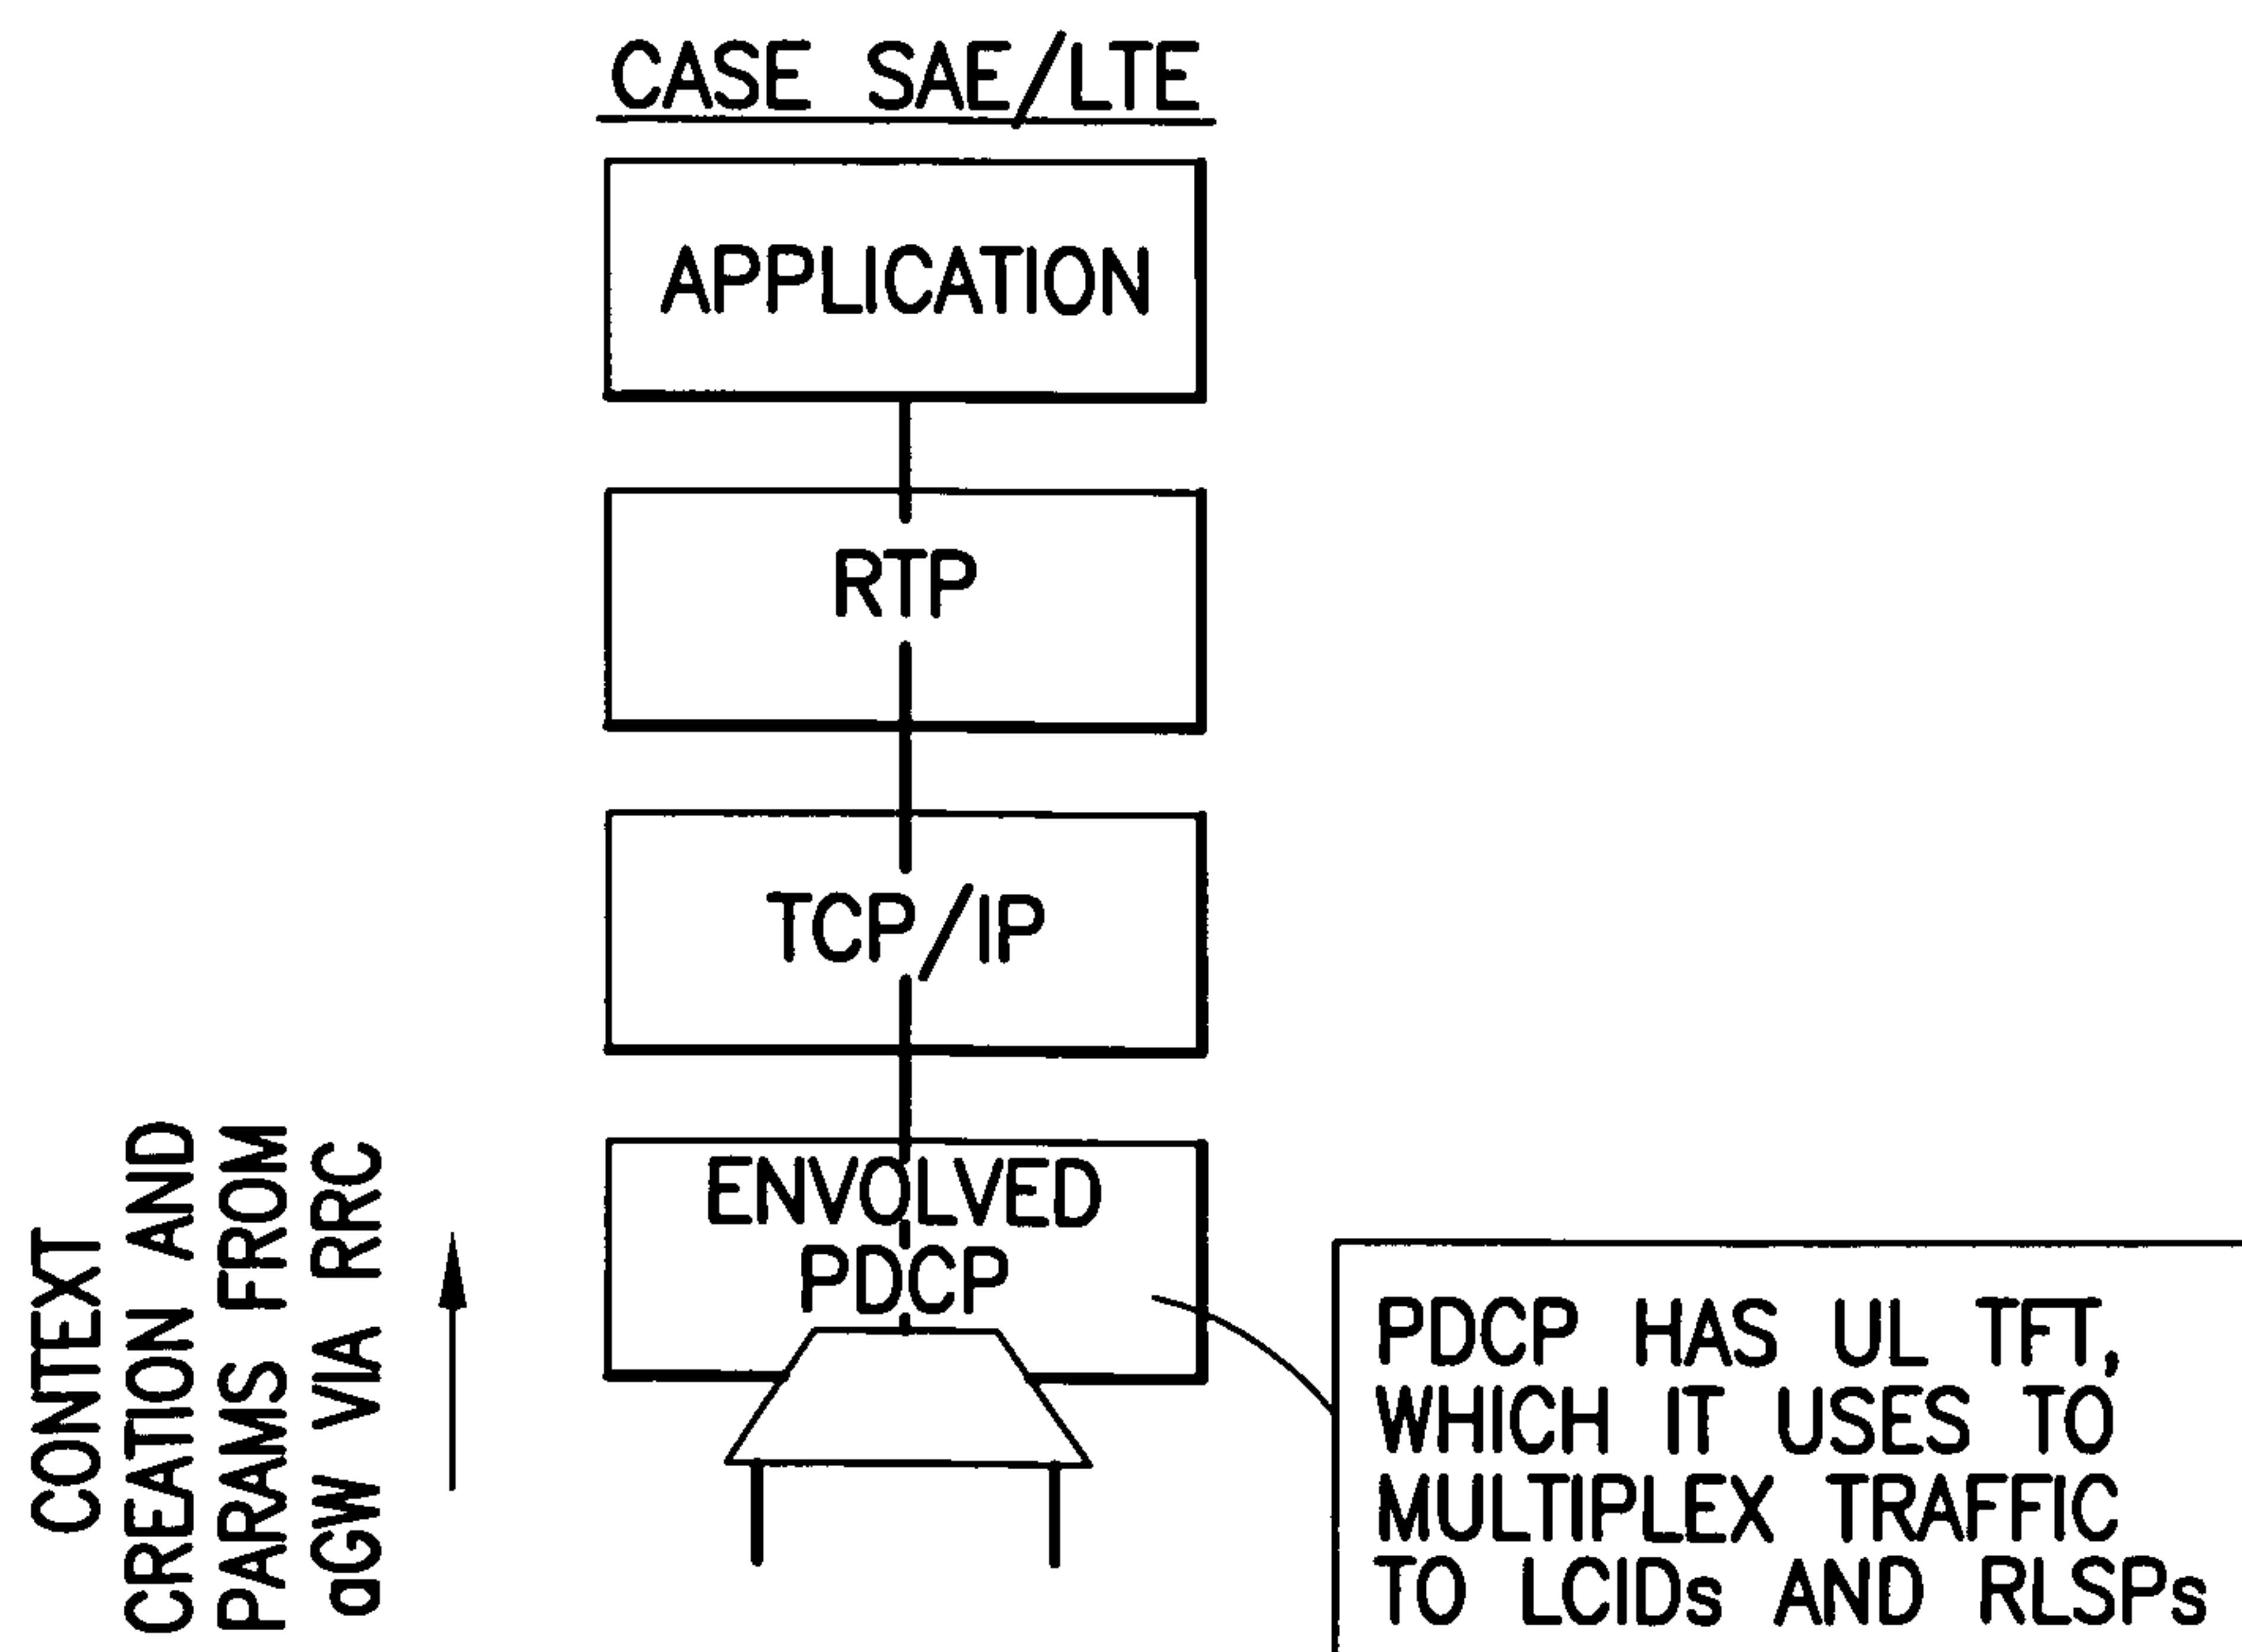 CASE SAE/LTE
APPLICATION
RTP
TCP/IP
ENVOLVED
PDCP
CONTEXT
CREATION AND
PARAMS FROM
aGW VIA RRC
PDCP HAS UL TFT,
WHICH IT USES TO
MULTIPLEX TRAFFIC
TO LCIDs AND RLSPs